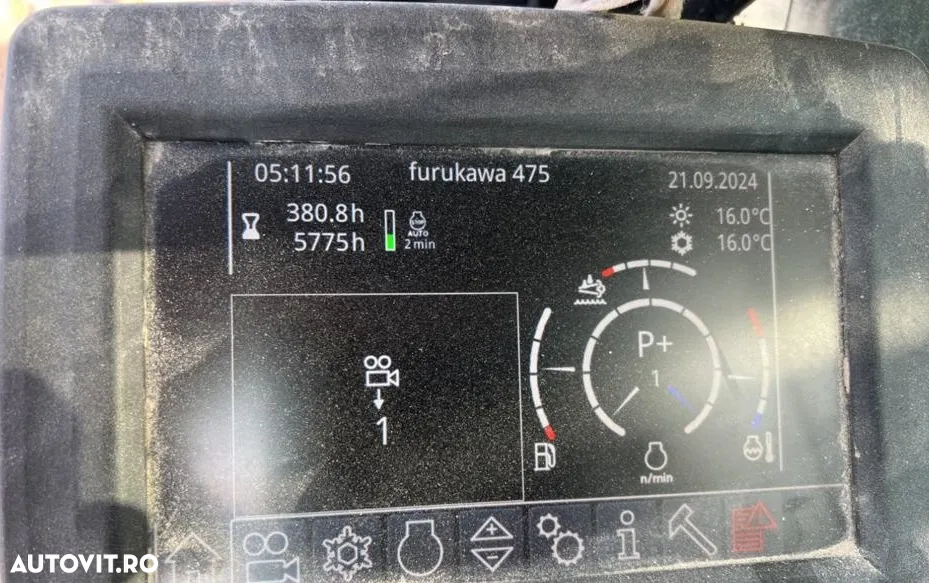 05:11:56
furukawa 475
21.09.2024
380.8h
5775h
STOP
AUTO
2 min
16.0°C
16.0°C
P+
1
n/min
1
AUTOVIT.RO